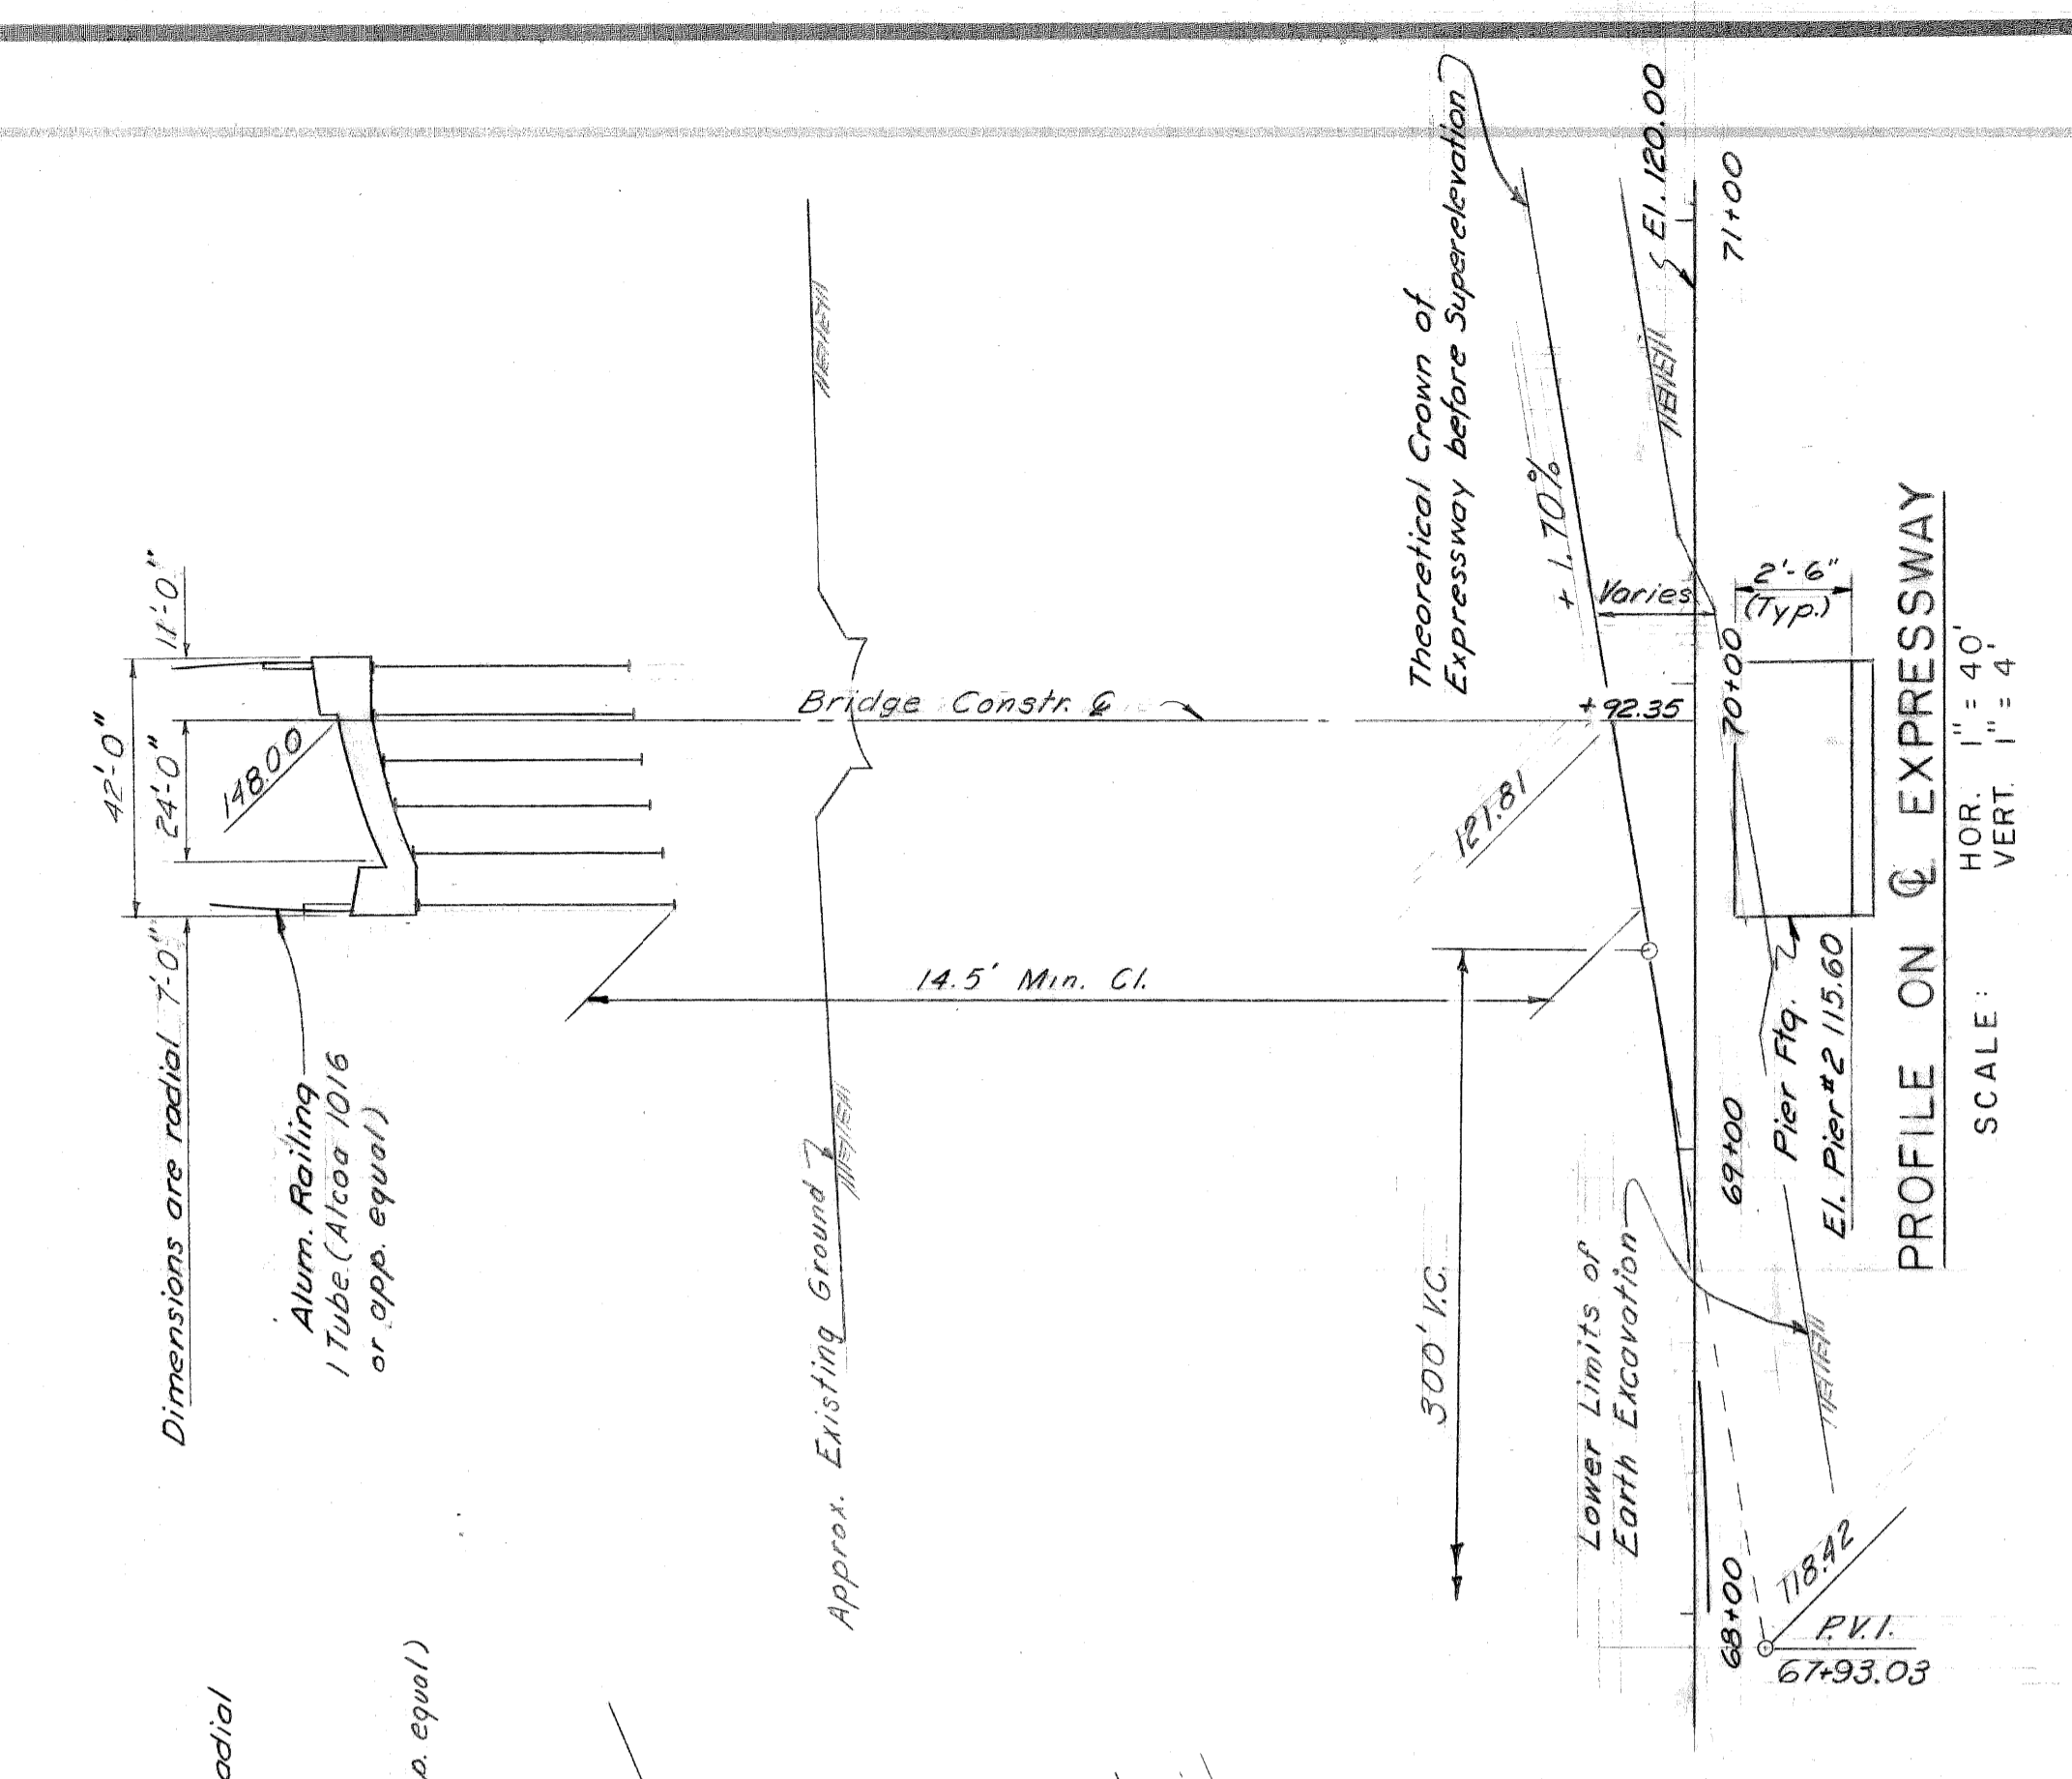 42'-0"
11'-0"
24'-0"
Dimensions are radial 7'-0"
148.00
Alum. Railing
1 Tube (Alcoa 1016
or app. equal)
Approx. Existing Ground
Bridge Constr. ℄
14.5' Min. Cl.
300' V.C.
Theoretical Crown of
Expressway before Superelevation
+ 1.70%
El. 120.00
Varies
+92.35
121.81
Lower Limits of
Earth Excavation
68+00
69+00
70+00
71+00
2'-6"
(Typ.)
Pier Ftg.
El. Pier #2 115.60
118.42
P.V.I.
67+93.03
PROFILE ON ℄ EXPRESSWAY
SCALE: HOR. 1" = 40'
VERT. 1" = 4'
adial
p. equal)